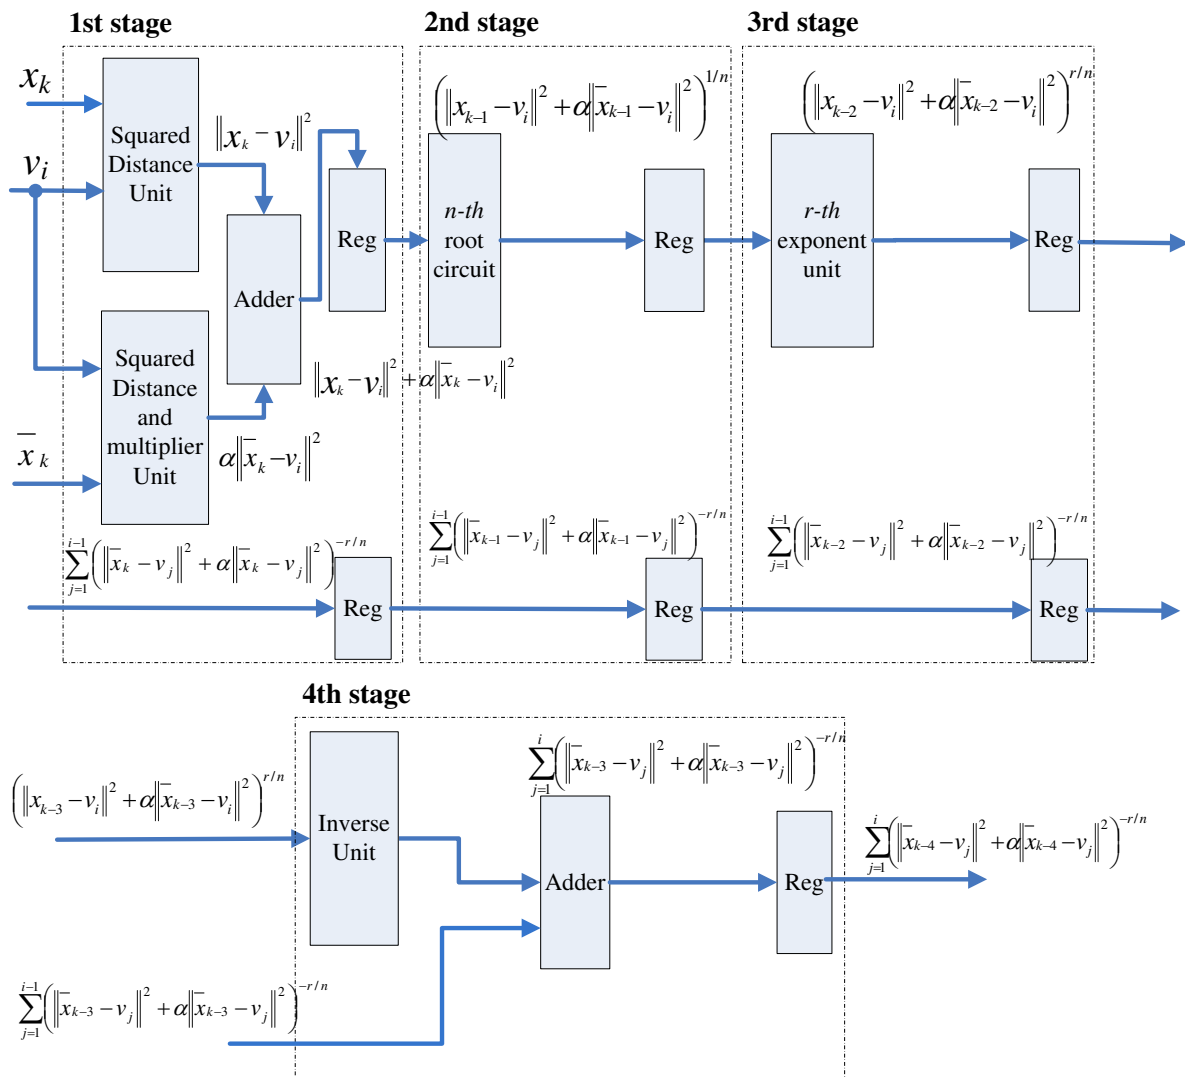 1st stage
2nd stage
3rd stage
x_k
v_i
x̄_k
Squared
Distance
Unit
‖x_k − v_i‖²
Squared
Distance
and
multiplier
Unit
α‖x̄_k − v_i‖²
Adder
‖x_k − v_i‖² + α‖x̄_k − v_i‖²
Reg
(‖x_{k−1} − v_i‖² + α‖x̄_{k−1} − v_i‖²)^{1/n}
n-th
root
circuit
Reg
(‖x_{k−2} − v_i‖² + α‖x̄_{k−2} − v_i‖²)^{r/n}
r-th
exponent
unit
Reg
∑_{j=1}^{i−1}(‖x̄_k − v_j‖² + α‖x̄_k − v_j‖²)^{−r/n}
Reg
∑_{j=1}^{i−1}(‖x̄_{k−1} − v_j‖² + α‖x̄_{k−1} − v_j‖²)^{−r/n}
Reg
∑_{j=1}^{i−1}(‖x̄_{k−2} − v_j‖² + α‖x̄_{k−2} − v_j‖²)^{−r/n}
Reg
4th stage
(‖x_{k−3} − v_i‖² + α‖x̄_{k−3} − v_i‖²)^{r/n}
Inverse
Unit
∑_{j=1}^{i}(‖x̄_{k−3} − v_j‖² + α‖x̄_{k−3} − v_j‖²)^{−r/n}
Adder
Reg
∑_{j=1}^{i}(‖x̄_{k−4} − v_j‖² + α‖x̄_{k−4} − v_j‖²)^{−r/n}
∑_{j=1}^{i−1}(‖x̄_{k−3} − v_j‖² + α‖x̄_{k−3} − v_j‖²)^{−r/n}